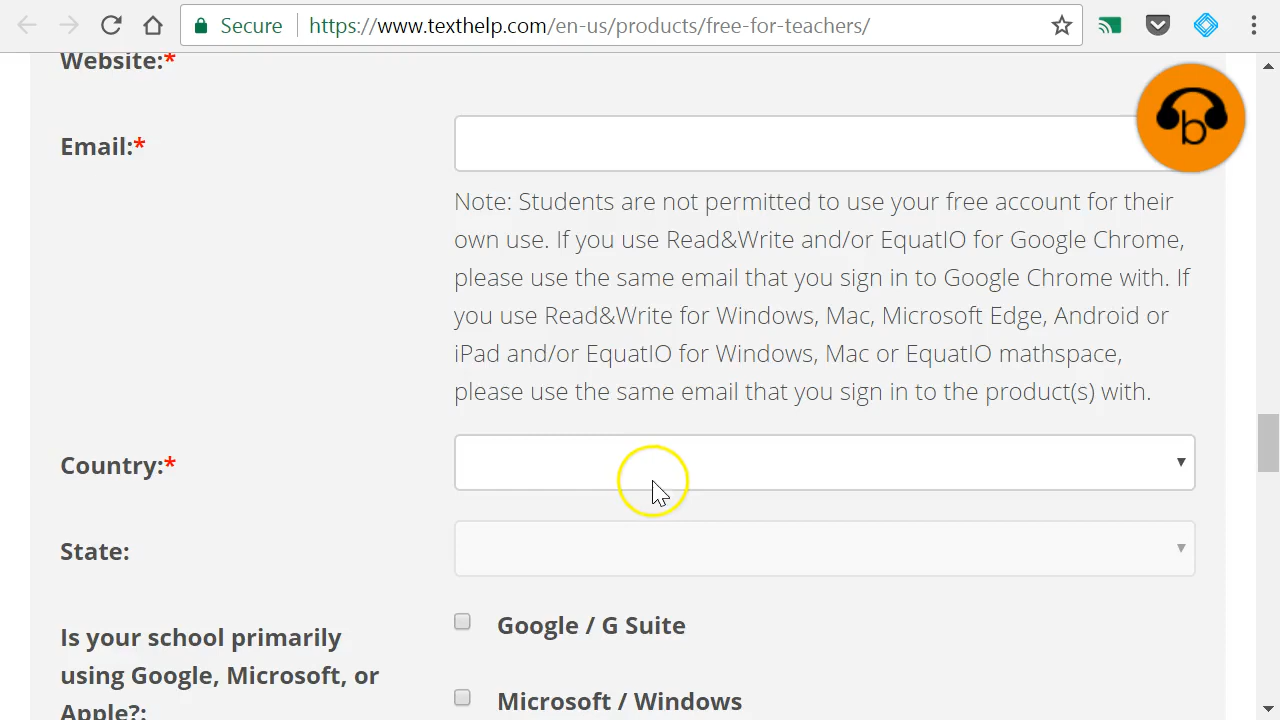 Secure
https://www.texthelp.com/en-us/products/free-for-teachers/
Website:*
b
Email:*
Note: Students are not permitted to use your free account for their
own use. If you use Read&Write and/or EquatIO for Google Chrome,
please use the same email that you sign in to Google Chrome with. If
you use Read&Write for Windows, Mac, Microsoft Edge, Android or
iPad and/or EquatIO for Windows, Mac or EquatIO mathspace,
please use the same email that you sign in to the product(s) with.
Country:*
State:
Is your school primarily
using Google, Microsoft, or
Apple?:
Google / G Suite
Microsoft / Windows